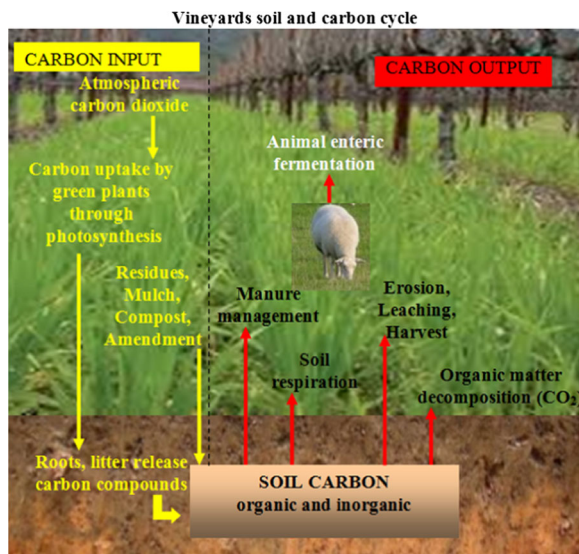 Vineyards soil and carbon cycle
CARBON INPUT
Atmospheric
carbon dioxide
Carbon uptake by
green plants
through
photosynthesis
Residues,
Mulch,
Compost,
Amendment
Roots, litter release
carbon compounds
CARBON OUTPUT
Animal enteric
fermentation
Manure
management
Soil
respiration
Erosion,
Leaching,
Harvest
Organic matter
decomposition (CO₂)
SOIL CARBON
organic and inorganic